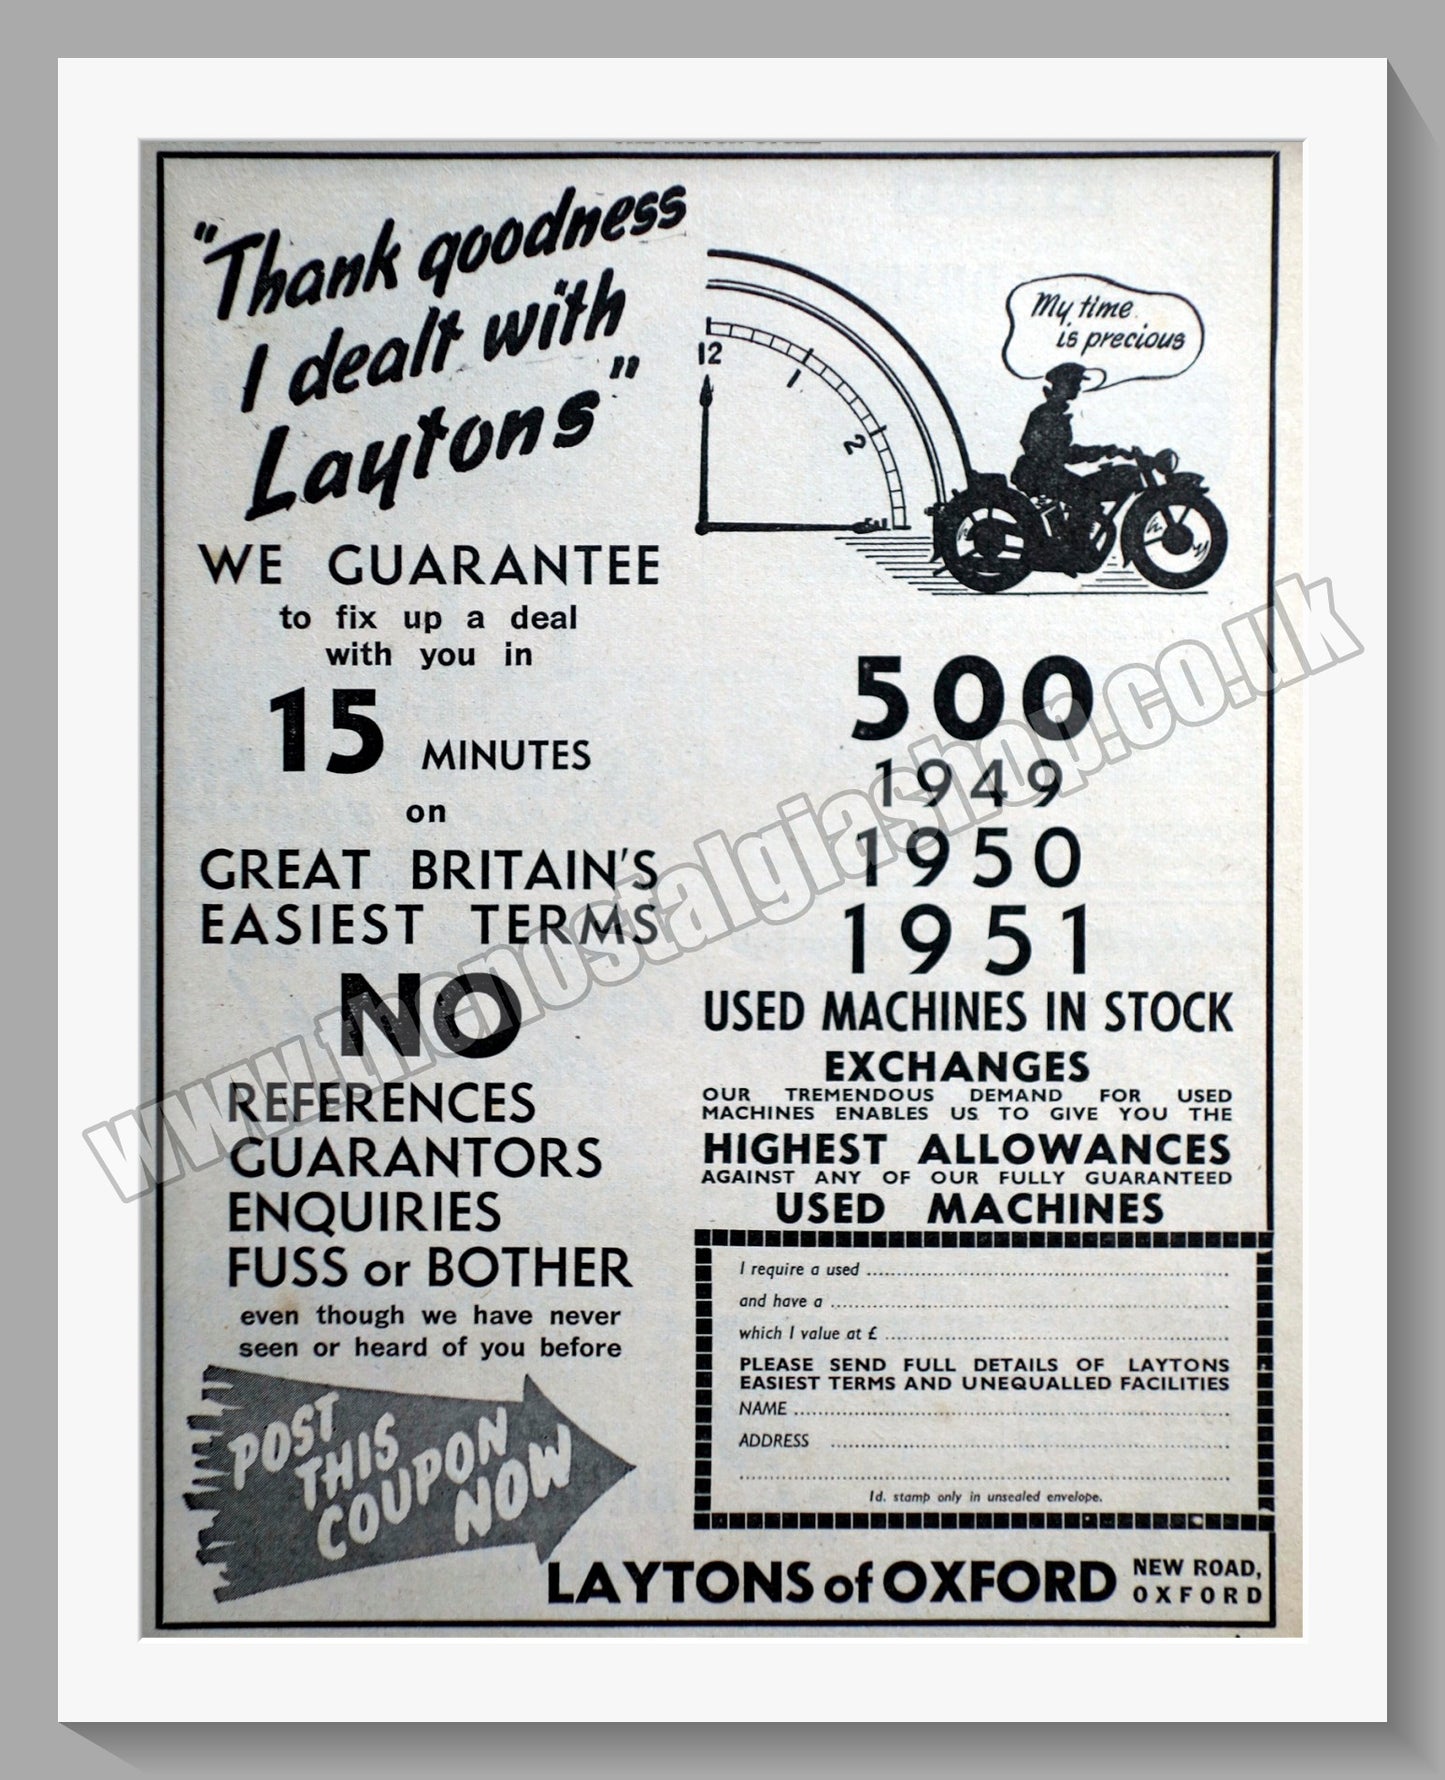 "Thank goodness
I dealt with
Laytons"
My time
is precious
12
1
2
WE GUARANTEE
to fix up a deal
with you in
15 MINUTES
on
GREAT BRITAIN'S
EASIEST TERMS
NO
REFERENCES
GUARANTORS
ENQUIRIES
FUSS or BOTHER
even though we have never
seen or heard of you before
POST
THIS
COUPON
NOW
500
1949
1950
1951
USED MACHINES IN STOCK
EXCHANGES
OUR TREMENDOUS DEMAND FOR USED
MACHINES ENABLES US TO GIVE YOU THE
HIGHEST ALLOWANCES
AGAINST ANY OF OUR FULLY GUARANTEED
USED MACHINES
I require a used
and have a
which I value at £
PLEASE SEND FULL DETAILS OF LAYTONS
EASIEST TERMS AND UNEQUALLED FACILITIES
NAME
ADDRESS
1d. stamp only in unsealed envelope.
LAYTONS of OXFORD NEW ROAD,
OXFORD
www.thenostalgiashop.co.uk